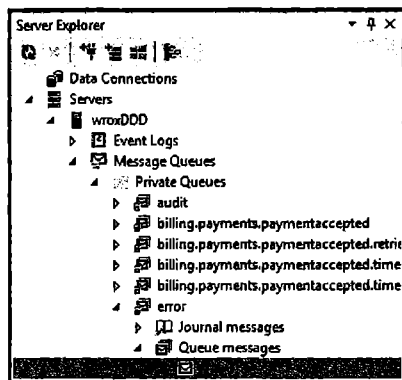 Server Explorer
Data Connections
Servers
wroxDDD
Event Logs
Message Queues
Private Queues
audit
billing.payments.paymentaccepted
billing.payments.paymentaccepted.retrie
billing.payments.paymentaccepted.time
billing.payments.paymentaccepted.time
error
Journal messages
Queue messages